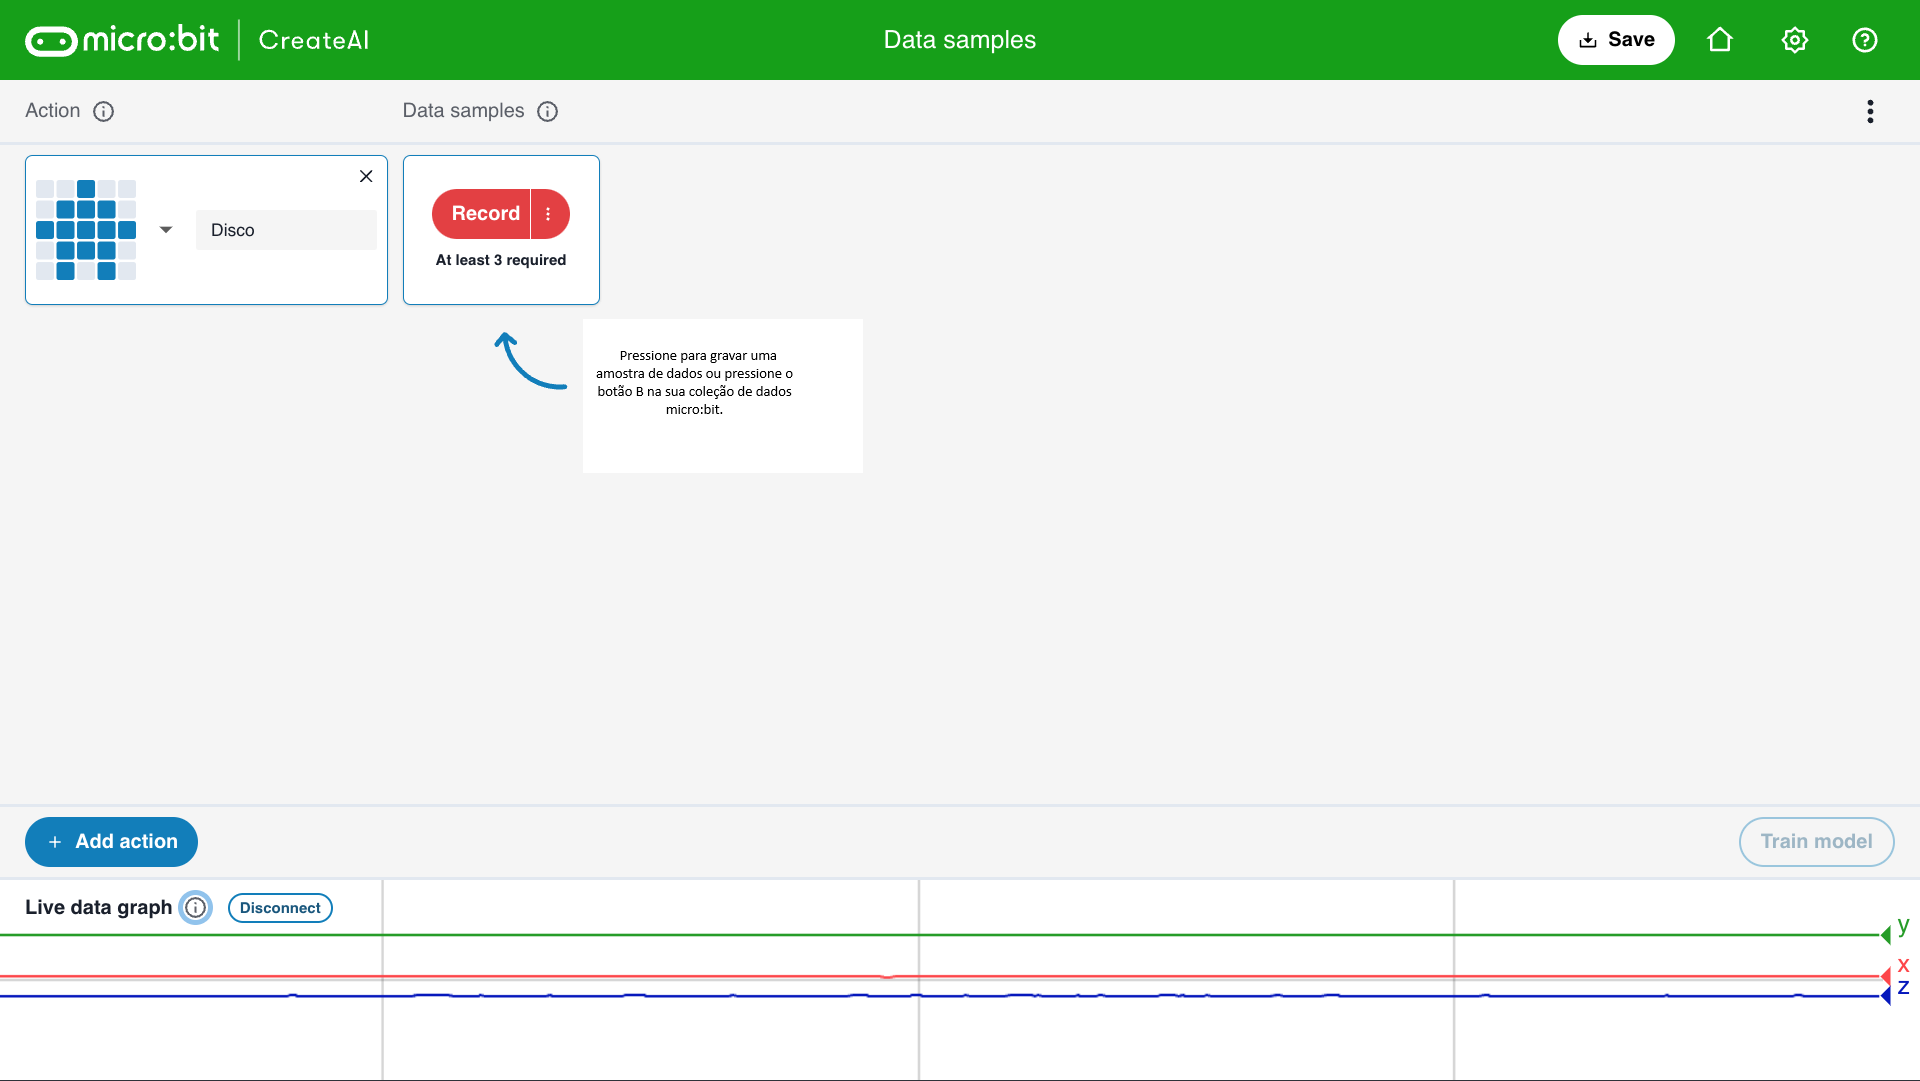 micro:bit
CreateAI
Data samples
Save
Action
Data samples
Disco
Record
At least 3 required
Pressione para gravar uma
amostra de dados ou pressione o
botão B na sua coleção de dados
micro:bit.
+ Add action
Train model
Live data graph
Disconnect
y
x
z